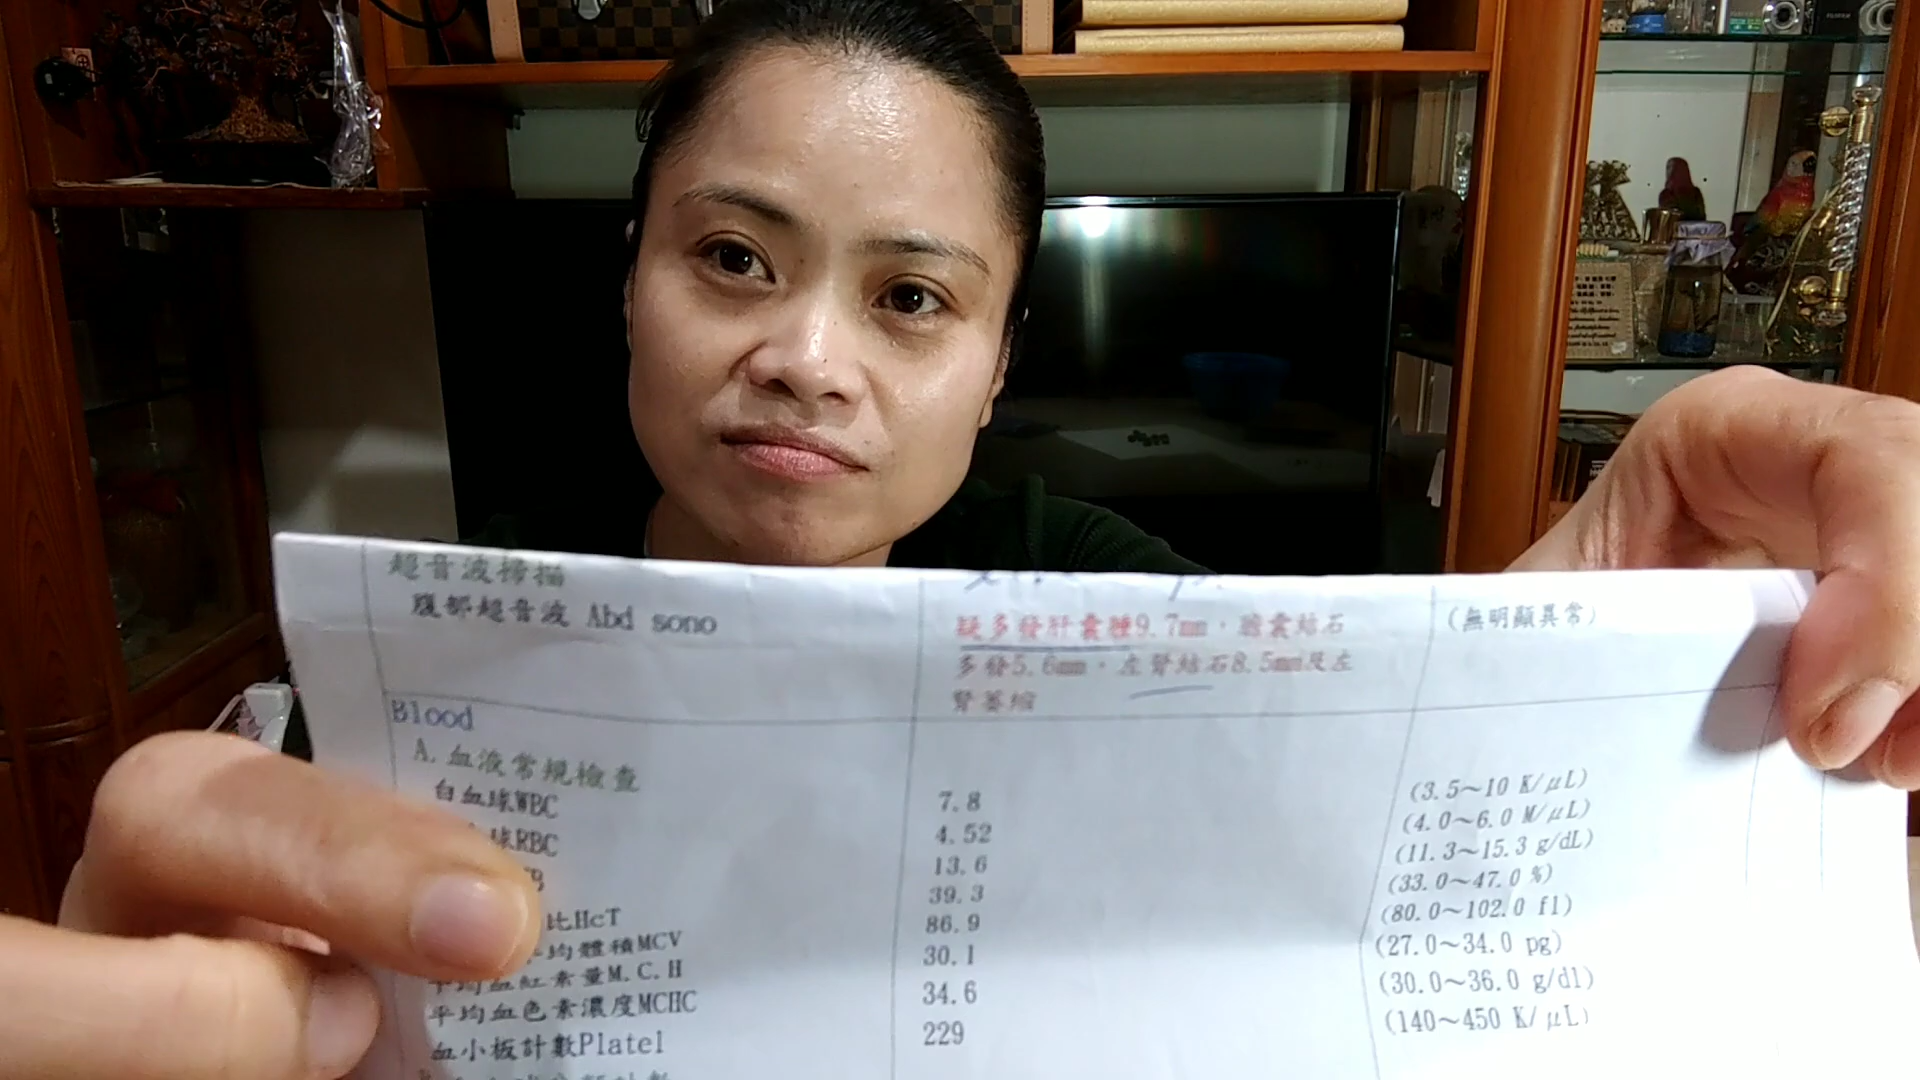 超音波掃描
腹部超音波 Abd sono
疑多發肝囊腫9.7mm，膽囊結石
多發5.6mm，左腎結石8.5mm及左
腎萎縮
(無明顯異常)
Blood
A.血液常規檢查
白血球WBC 7.8 (3.5~10 K/μL)
球RBC 4.52 (4.0~6.0 M/μL)
13.6 (11.3~15.3 g/dL)
比HcT 39.3 (33.0~47.0 %)
平均體積MCV 86.9 (80.0~102.0 fl)
平均血紅素量M.C.H 30.1 (27.0~34.0 pg)
平均血色素濃度MCHC 34.6 (30.0~36.0 g/dl)
血小板計數Platel 229 (140~450 K/μL)